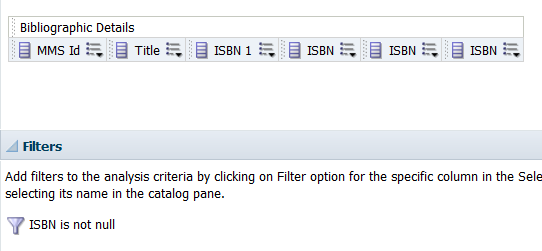 Bibliographic Details
MMS Id Title ISBN 1 ISBN ISBN ISBN
Filters
Add filters to the analysis criteria by clicking on Filter option for the specific column in the Sele
selecting its name in the catalog pane.
ISBN is not null